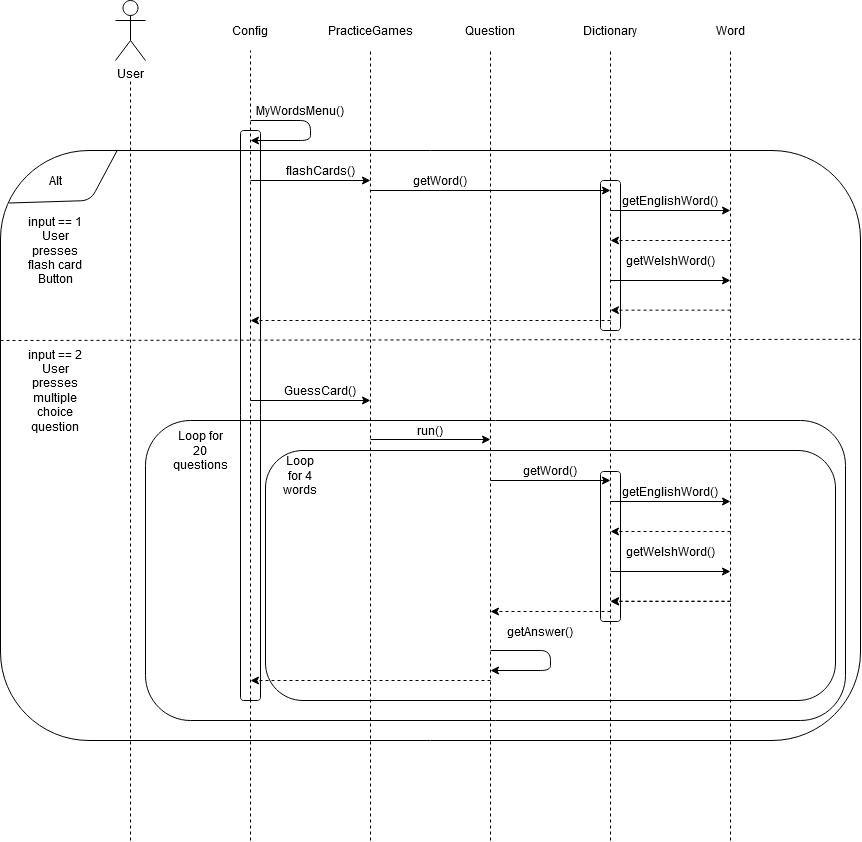 User
Config
PracticeGames
Question
Dictionary
Word
MyWordsMenu()
Alt
flashCards()
getWord()
getEnglishWord()
getWelshWord()
input == 1
User
presses
flash card
Button
input == 2
User
presses
multiple
choice
question
GuessCard()
Loop for
20
questions
run()
Loop
for 4
words
getWord()
getEnglishWord()
getWelshWord()
getAnswer()